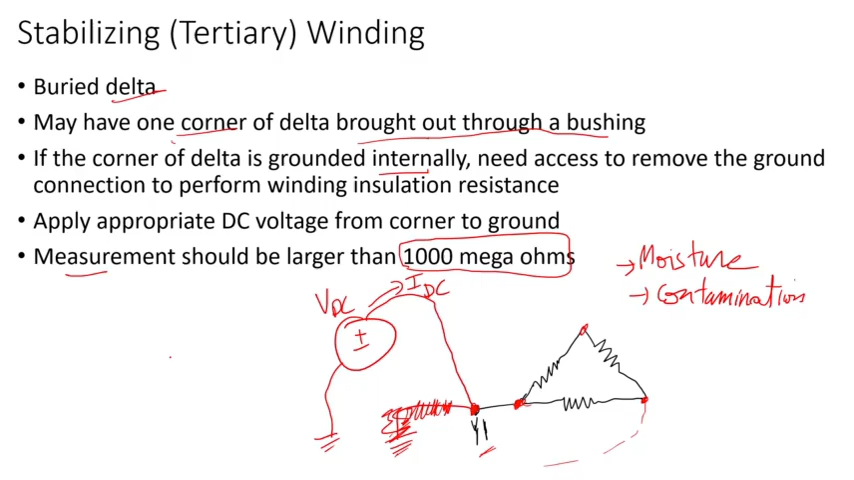 Stabilizing (Tertiary) Winding
• Buried delta
• May have one corner of delta brought out through a bushing
• If the corner of delta is grounded internally, need access to remove the ground
connection to perform winding insulation resistance
• Apply appropriate DC voltage from corner to ground
• Measurement should be larger than 1000 mega ohms
→ Moisture
→ Contamination
VDC
IDC
±
Y1